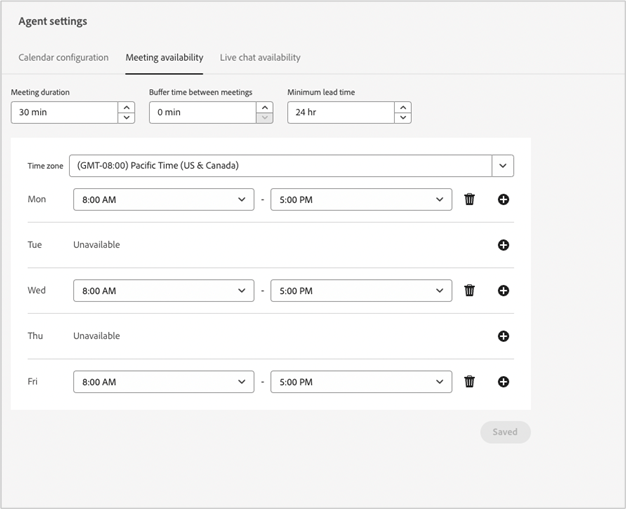 Agent settings
Calendar configuration Meeting availability Live chat availability
Meeting duration Buffer time between meetings Minimum lead time
30 min 0 min 24 hr
Time zone (GMT-08:00) Pacific Time (US & Canada)
Mon 8:00 AM - 5:00 PM
Tue Unavailable
Wed 8:00 AM - 5:00 PM
Thu Unavailable
Fri 8:00 AM - 5:00 PM
Saved